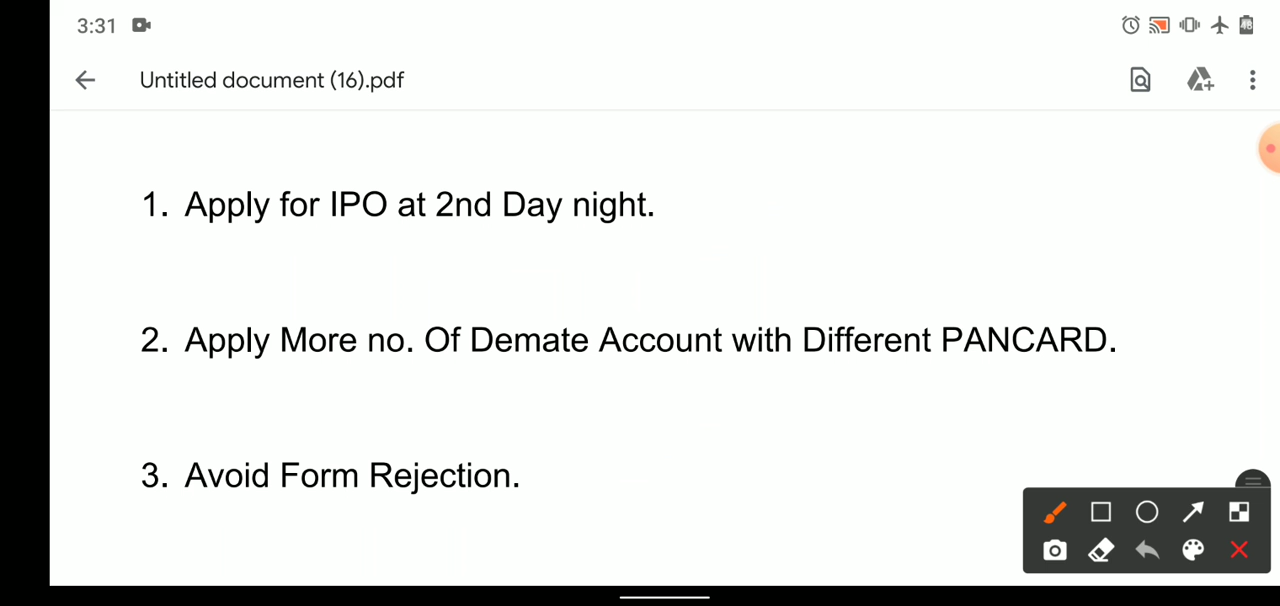 3:31
Untitled document (16).pdf
1. Apply for IPO at 2nd Day night.
2. Apply More no. Of Demate Account with Different PANCARD.
3. Avoid Form Rejection.